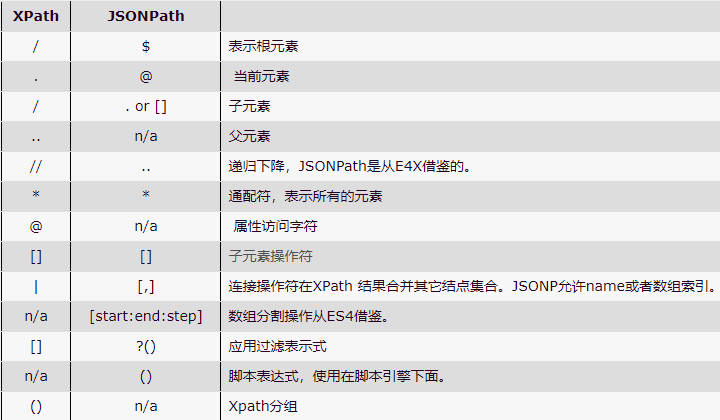 XPath JSONPath
/ $ 表示根元素
. @ 当前元素
/ . or [] 子元素
.. n/a 父元素
// .. 递归下降，JSONPath是从E4X借鉴的。
* * 通配符，表示所有的元素
@ n/a 属性访问字符
[] [] 子元素操作符
| [,] 连接操作符在XPath 结果合并其它结点集合。JSONP允许name或者数组索引。
n/a [start:end:step] 数组分割操作从ES4借鉴。
[] ?() 应用过滤表示式
n/a () 脚本表达式，使用在脚本引擎下面。
() n/a Xpath分组